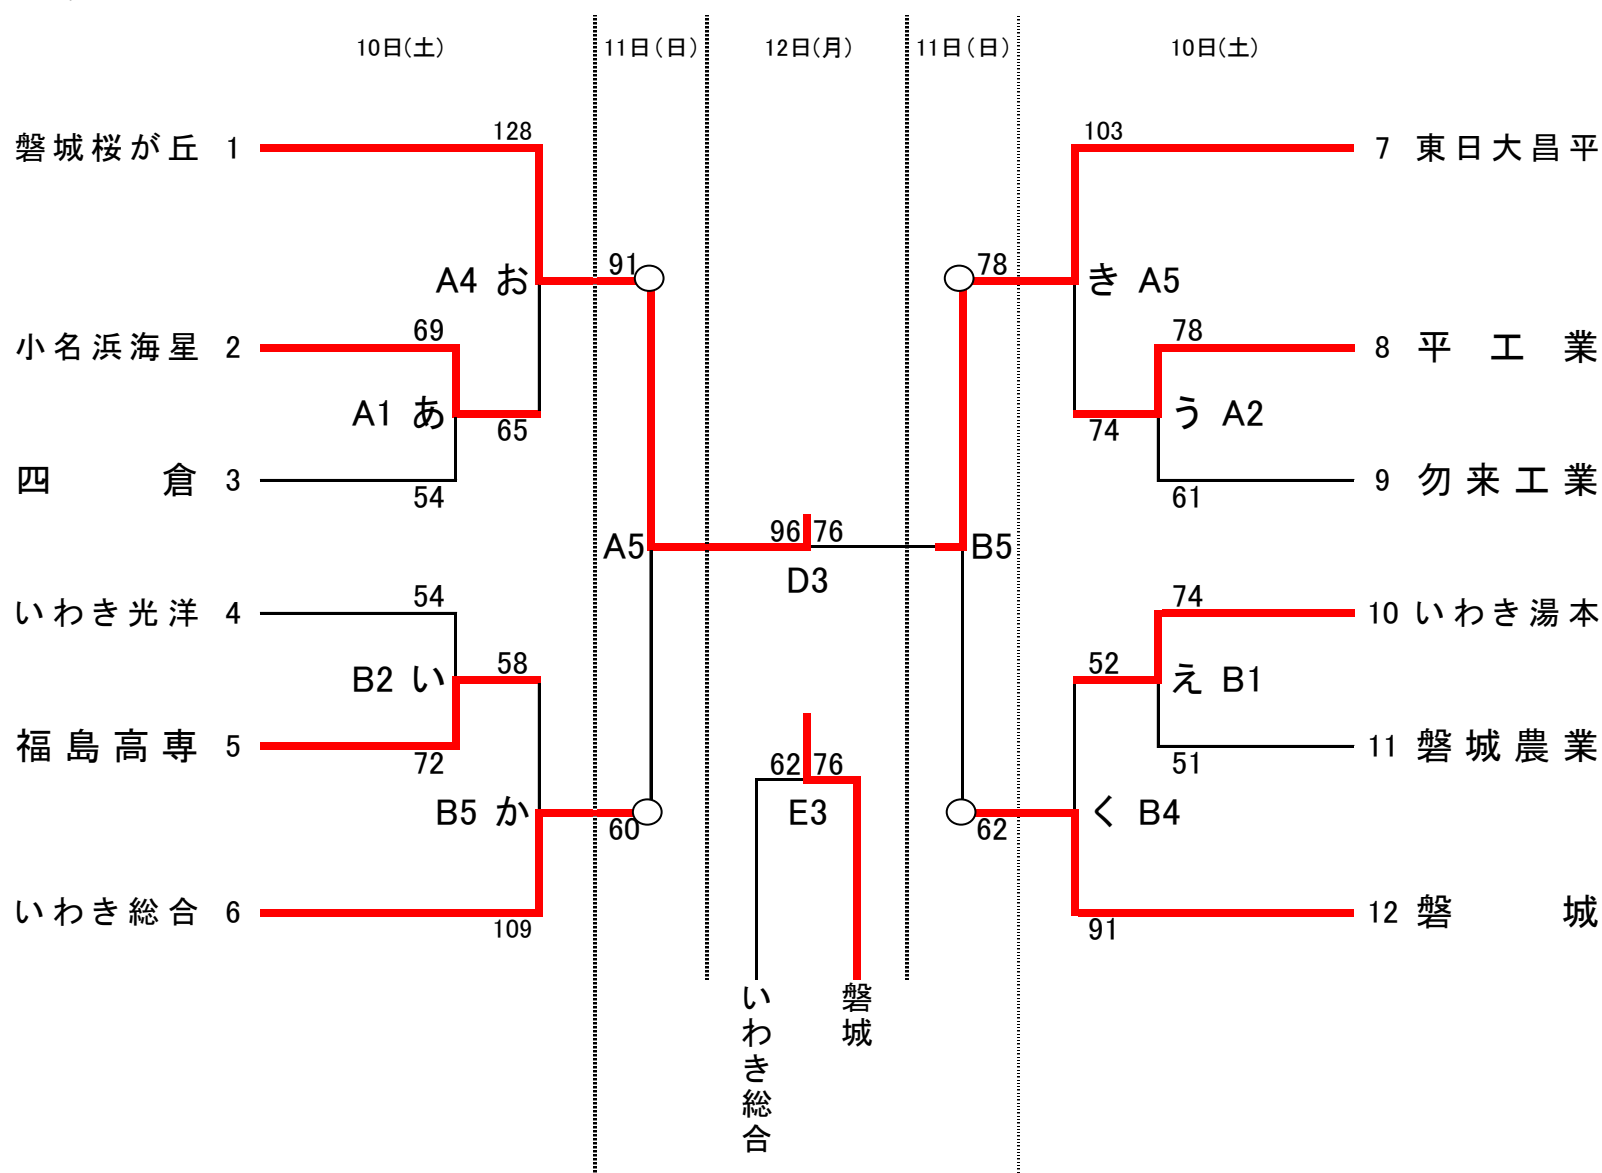 10日(土) 11日(日) 12日(月) 11日(日) 10日(土)
128 103
磐城桜が丘 1 7 東日大昌平
91 78
A4 お き A5
69 78
小名浜海星 2 8 平工業
A1 あ う A2
65 74
四倉 3 9 勿来工業
54 61
96 76
A5 B5
D3
54 74
いわき光洋 4 10 いわき湯本
58 52
B2 い え B1
福島高専 5 11 磐城農業
72 62 76 51
B5 か E3 く B4
60 62
いわき総合 6 12 磐城
109 91
いわき総合
磐城